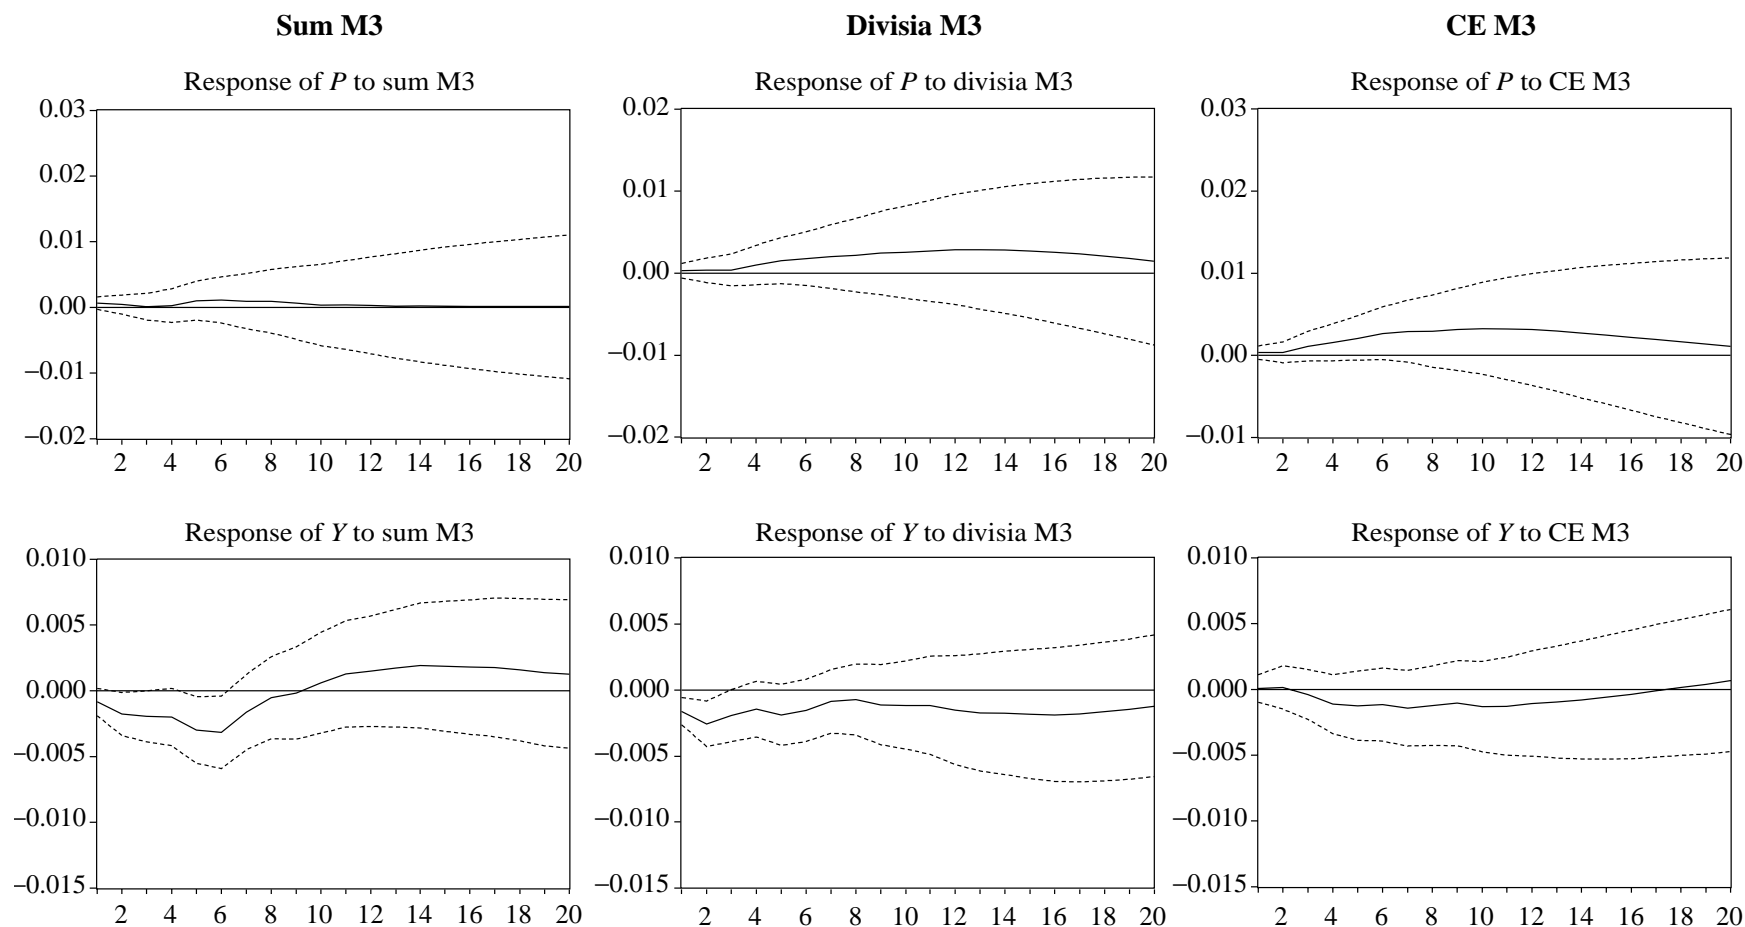 Sum M3 Divisia M3 CE M3
Response of P to sum M3 Response of P to divisia M3 Response of P to CE M3
0.03 0.02 0.03
0.02 0.01 0.02
0.01 0.00 0.01
0.00 –0.01 0.00
–0.01 –0.02 –0.01
–0.02
2 4 6 8 10 12 14 16 18 20 2 4 6 8 10 12 14 16 18 20 2 4 6 8 10 12 14 16 18 20
Response of Y to sum M3 Response of Y to divisia M3 Response of Y to CE M3
0.010 0.010 0.010
0.005 0.005 0.005
0.000 0.000 0.000
–0.005 –0.005 –0.005
–0.010 –0.010 –0.010
–0.015 –0.015 –0.015
2 4 6 8 10 12 14 16 18 20 2 4 6 8 10 12 14 16 18 20 2 4 6 8 10 12 14 16 18 20